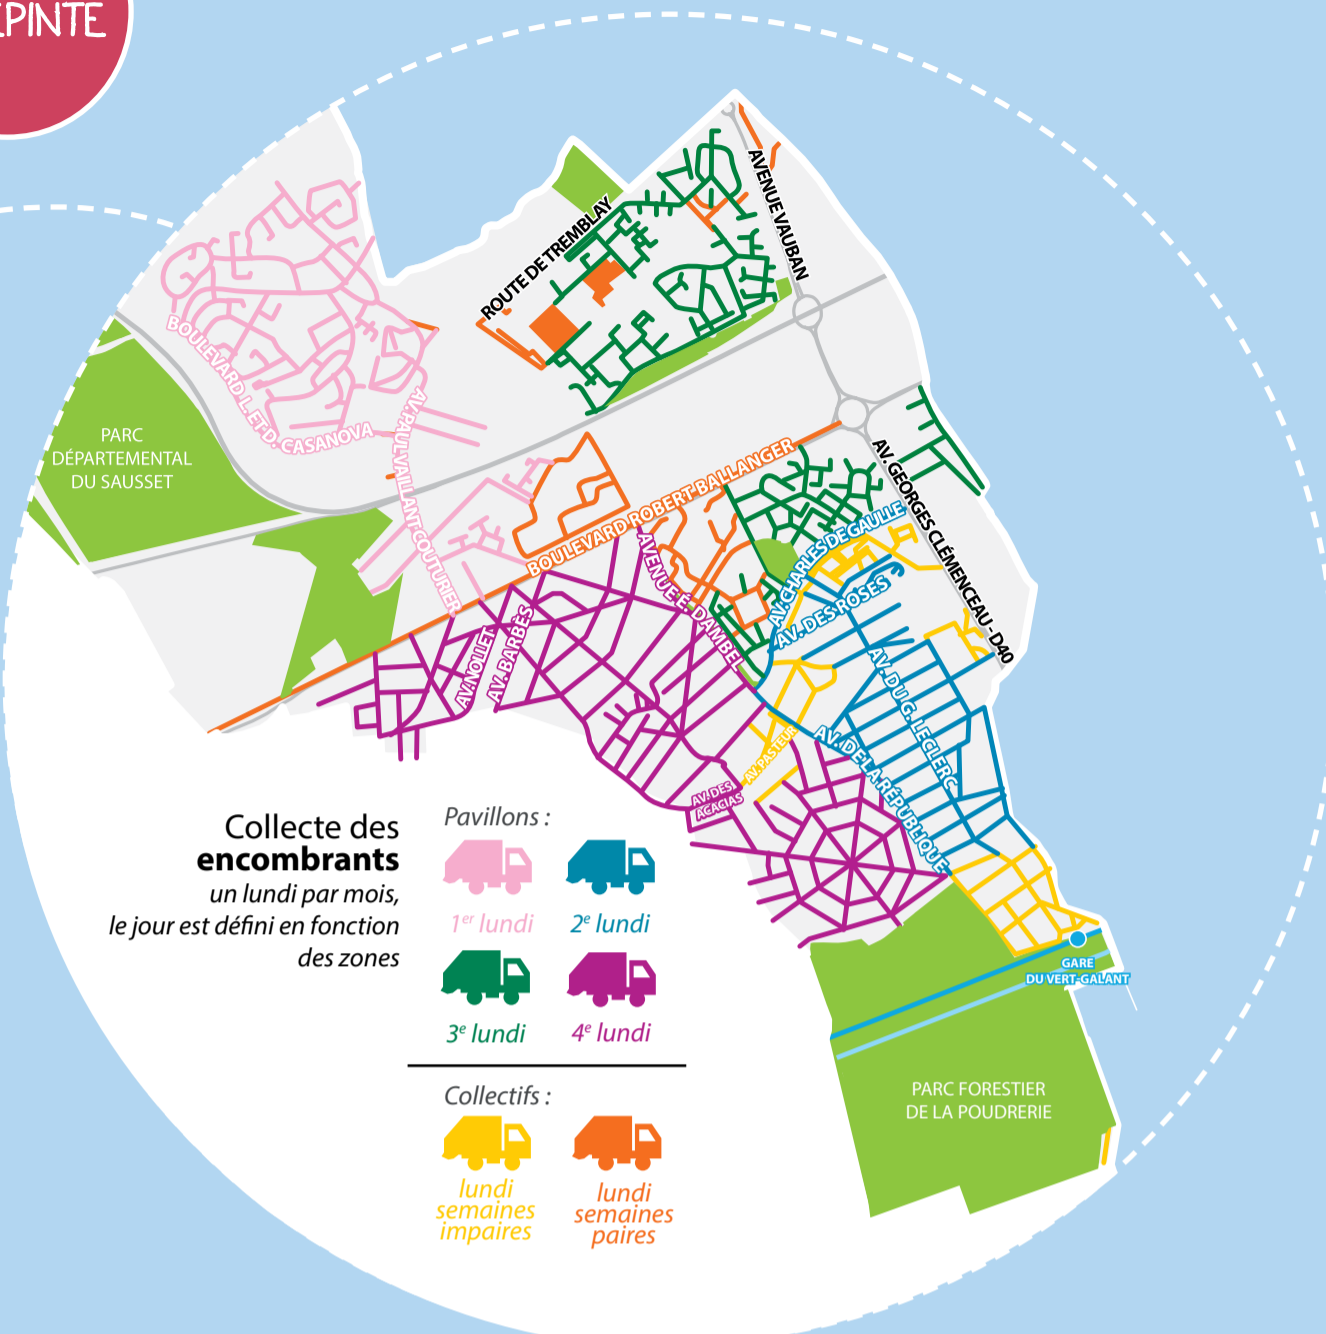 EPINTE
AVENUE VAUBAN
ROUTE DE TREMBLAY
BOULEVARD L. ET D. CASANOVA
AV. PAUL VAILLANT COUTURIER
PARC
DÉPARTEMENTAL
DU SAUSSET
BOULEVARD ROBERT BALLANGER
AV. GEORGES CLÉMENCEAU - D40
AV. CHARLES DE GAULLE
AVENUE É. DAMBEL
AV. DES ROSES
AV. NOLLET
AV. BARBÈS
AV. DU G. LECLERC
AV. PASTEUR
AV. DE LA RÉPUBLIQUE
AV. DES
ACACIAS
Collecte des
encombrants
un lundi par mois,
le jour est défini en fonction
des zones
Pavillons :
1er lundi
2e lundi
3e lundi
4e lundi
Collectifs :
lundi
semaines
impaires
lundi
semaines
paires
GARE
DU VERT-GALANT
PARC FORESTIER
DE LA POUDRERIE